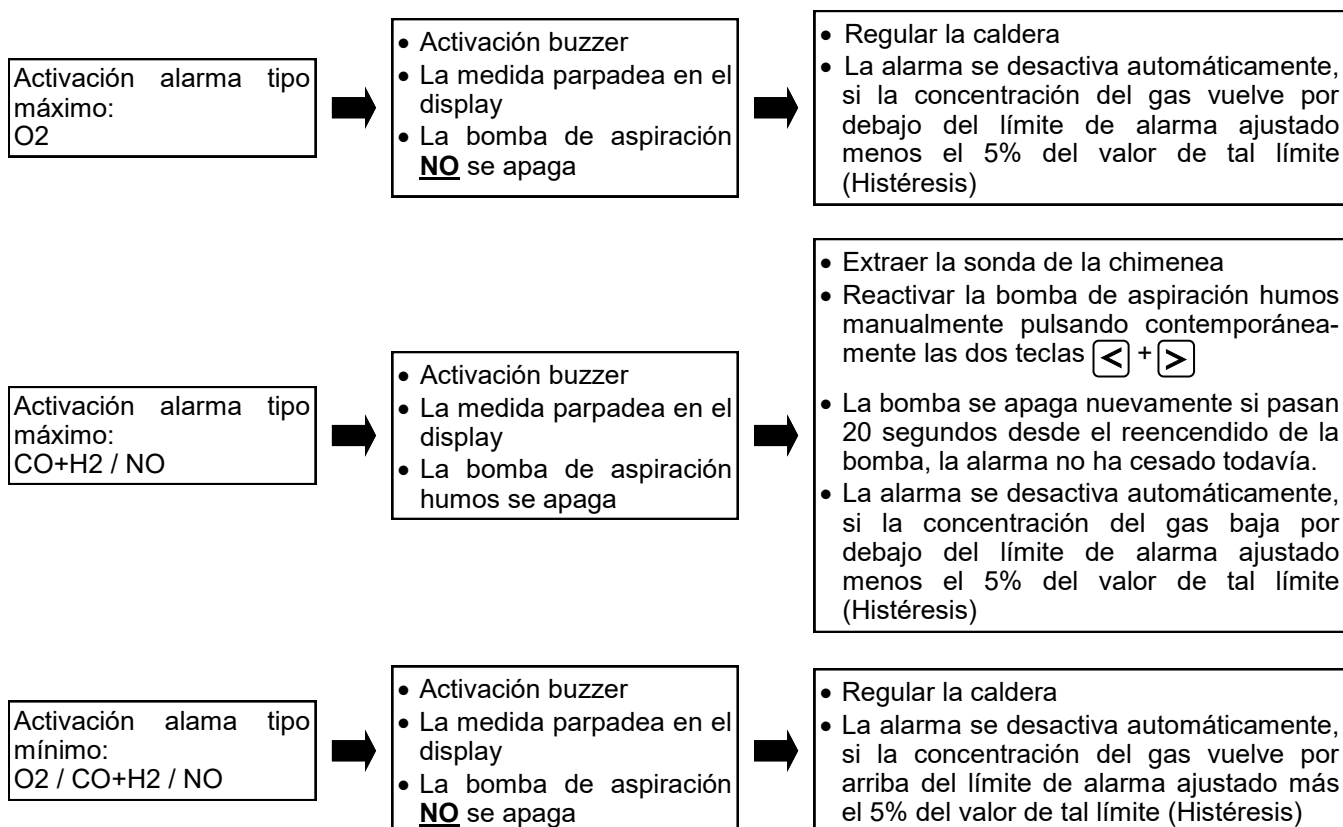 Activación alarma tipo
máximo:
O2
• Activación buzzer
• La medida parpadea en el
display
• La bomba de aspiración
NO se apaga
• Regular la caldera
• La alarma se desactiva automáticamente,
si la concentración del gas vuelve por
debajo del límite de alarma ajustado
menos el 5% del valor de tal límite
(Histéresis)
Activación alarma tipo
máximo:
CO+H2 / NO
• Activación buzzer
• La medida parpadea en el
display
• La bomba de aspiración
humos se apaga
• Extraer la sonda de la chimenea
• Reactivar la bomba de aspiración humos
manualmente pulsando contemporánea-
mente las dos teclas < + >
• La bomba se apaga nuevamente si pasan
20 segundos desde el reencendido de la
bomba, la alarma no ha cesado todavía.
• La alarma se desactiva automáticamente,
si la concentración del gas baja por
debajo del límite de alarma ajustado
menos el 5% del valor de tal límite
(Histéresis)
Activación alama tipo
mínimo:
O2 / CO+H2 / NO
• Activación buzzer
• La medida parpadea en el
display
• La bomba de aspiración
NO se apaga
• Regular la caldera
• La alarma se desactiva automáticamente,
si la concentración del gas vuelve por
arriba del límite de alarma ajustado más
el 5% del valor de tal límite (Histéresis)